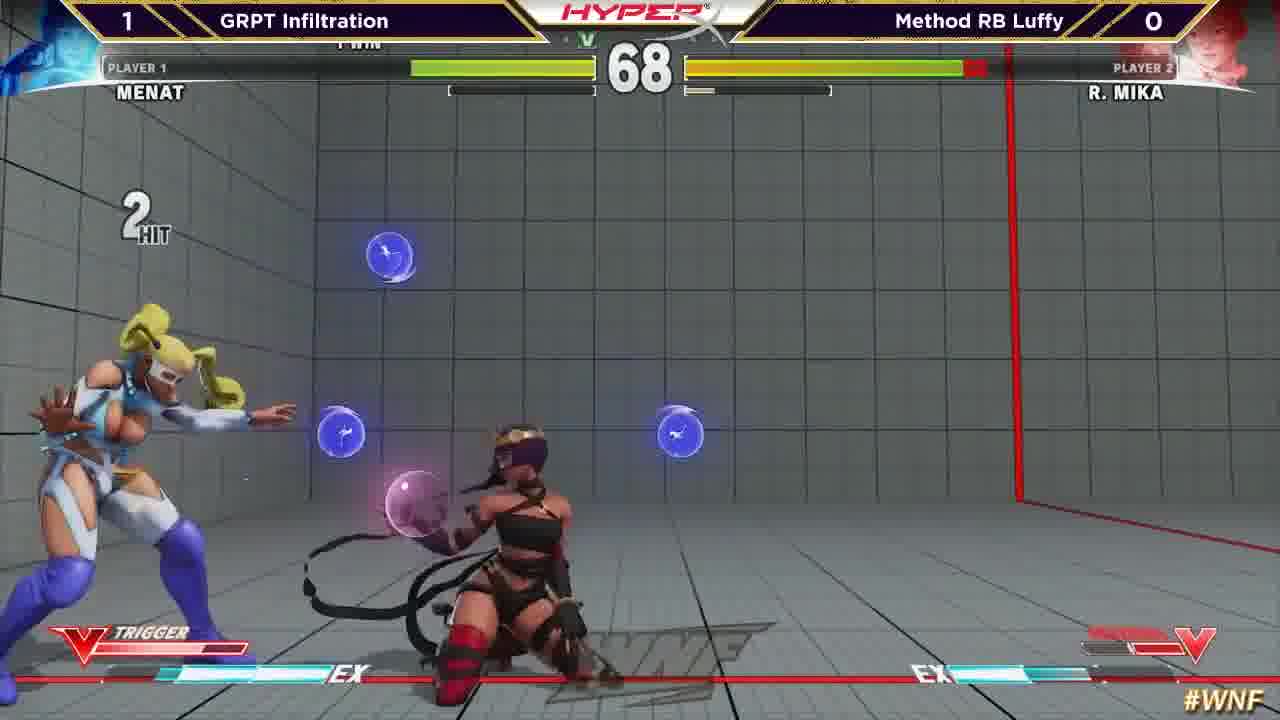 1 GRPT Infiltration HYPERX Method RB Luffy 0
1 WIN
PLAYER 1 68 PLAYER 2
MENAT R. MIKA
2 HIT
V TRIGGER V
EX EX
WNF
#WNF